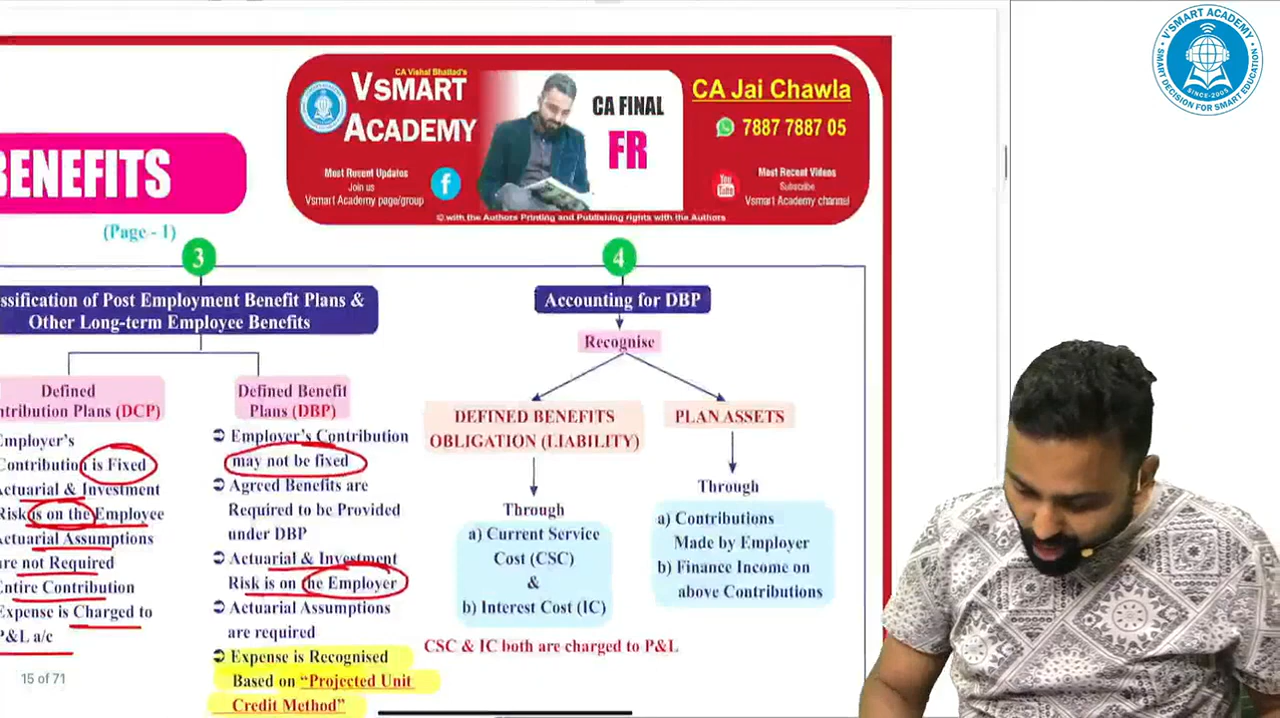 BENEFITS
(Page - 1)
CA Vishal Bhattad's
VSMART
ACADEMY
Most Recent Updates
Join us
Vsmart Academy page/group
CA FINAL
FR
CA Jai Chawla
7887 7887 05
Most Recent Videos
Subscribe
Vsmart Academy channel
You
Tube
© with the Authors Printing and Publishing rights with the Authors
V'SMART ACADEMY
SMART DECISION FOR SMART EDUCATION
SINCE-2005
3
ssification of Post Employment Benefit Plans &
Other Long-term Employee Benefits
Defined
ntribution Plans (DCP)
Employer's
Contribution is Fixed
Actuarial & Investment
Risk is on the Employee
Actuarial Assumptions
are not Required
Entire Contribution
Expense is Charged to
P&L a/c
Defined Benefit
Plans (DBP)
Employer's Contribution
may not be fixed
Agreed Benefits are
Required to be Provided
under DBP
Actuarial & Investment
Risk is on the Employer
Actuarial Assumptions
are required
Expense is Recognised
Based on "Projected Unit
Credit Method"
4
Accounting for DBP
Recognise
DEFINED BENEFITS
OBLIGATION (LIABILITY)
Through
a) Current Service
Cost (CSC)
&
b) Interest Cost (IC)
PLAN ASSETS
Through
a) Contributions
Made by Employer
b) Finance Income on
above Contributions
CSC & IC both are charged to P&L
15 of 71